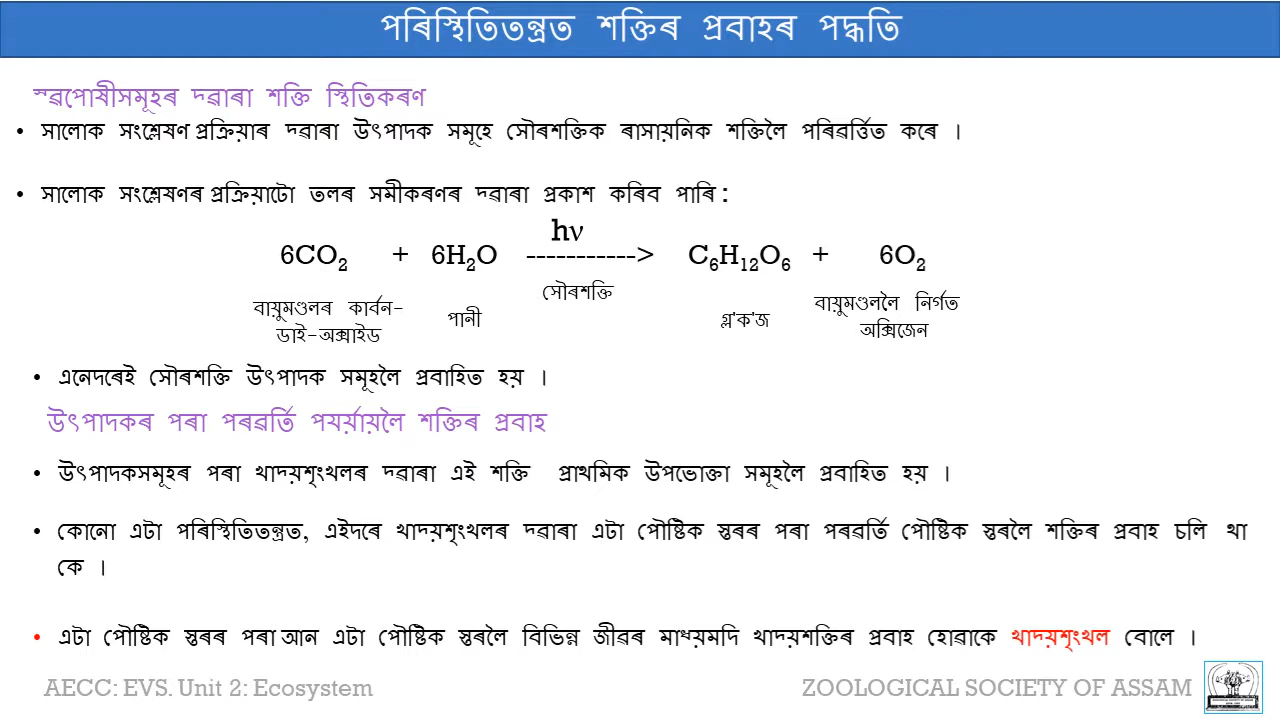 পৰিস্থিতিতন্ত্ৰত শক্তিৰ প্ৰবাহৰ পদ্ধতি
স্ৱপোষীসমূহৰ দ্বাৰা শক্তি স্থিতিকৰণ
• সালোক সংশ্লেষণ প্ৰক্ৰিয়াৰ দ্বাৰা উৎপাদক সমূহে সৌৰশক্তিক ৰাসায়নিক শক্তিলৈ পৰিৱৰ্ত্তিত কৰে ।
• সালোক সংশ্লেষণৰ প্ৰক্ৰিয়াটো তলৰ সমীকৰণৰ দ্বাৰা প্ৰকাশ কৰিব পাৰি :
hν
6CO₂ + 6H₂O -----------> C₆H₁₂O₆ + 6O₂
বায়ুমণ্ডলৰ কাৰ্বন-ডাই-অক্সাইড পানী সৌৰশক্তি গ্লু'ক'জ বায়ুমণ্ডললৈ নিৰ্গত অক্সিজেন
• এনেদৰেই সৌৰশক্তি উৎপাদক সমূহলৈ প্ৰবাহিত হয় ।
উৎপাদকৰ পৰা পৰৱৰ্তি পৰ্য্যায়লৈ শক্তিৰ প্ৰবাহ
• উৎপাদকসমূহৰ পৰা খাদ্যশৃংখলৰ দ্বাৰা এই শক্তি প্ৰাথমিক উপভোক্তা সমূহলৈ প্ৰবাহিত হয় ।
• কোনো এটা পৰিস্থিতিতন্ত্ৰত, এইদৰে খাদ্যশৃংখলৰ দ্বাৰা এটা পৌষ্টিক স্তৰৰ পৰা পৰৱৰ্তি পৌষ্টিক স্তৰলৈ শক্তিৰ প্ৰবাহ চলি থা
কে ।
• এটা পৌষ্টিক স্তৰৰ পৰা আন এটা পৌষ্টিক স্তৰলৈ বিভিন্ন জীৱৰ মাধ্যমদি খাদ্যশক্তিৰ প্ৰবাহ হোৱাকে খাদ্যশৃংখল বোলে ।
AECC: EVS. Unit 2: Ecosystem ZOOLOGICAL SOCIETY OF ASSAM